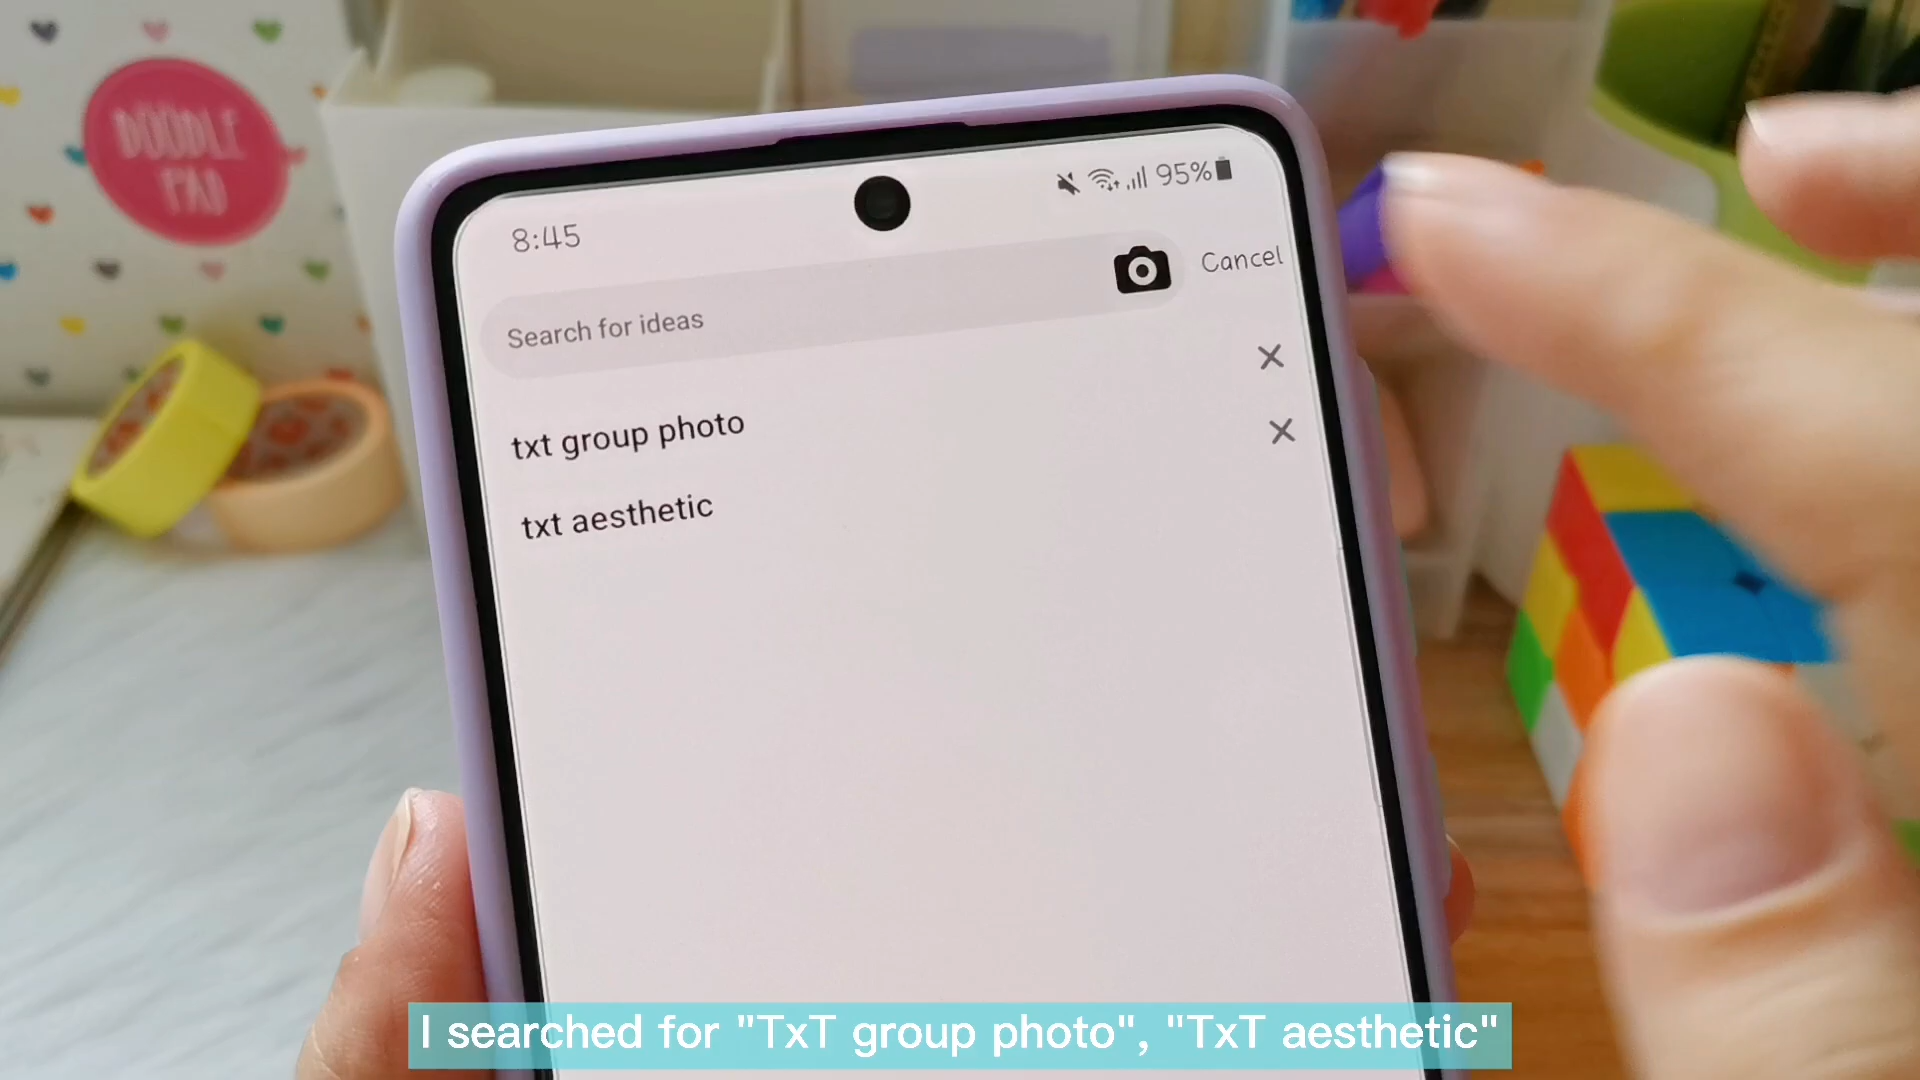 DOODLE
PAD
8:45
95%
Search for ideas
Cancel
txt group photo
txt aesthetic
I searched for "TxT group photo", "TxT aesthetic"